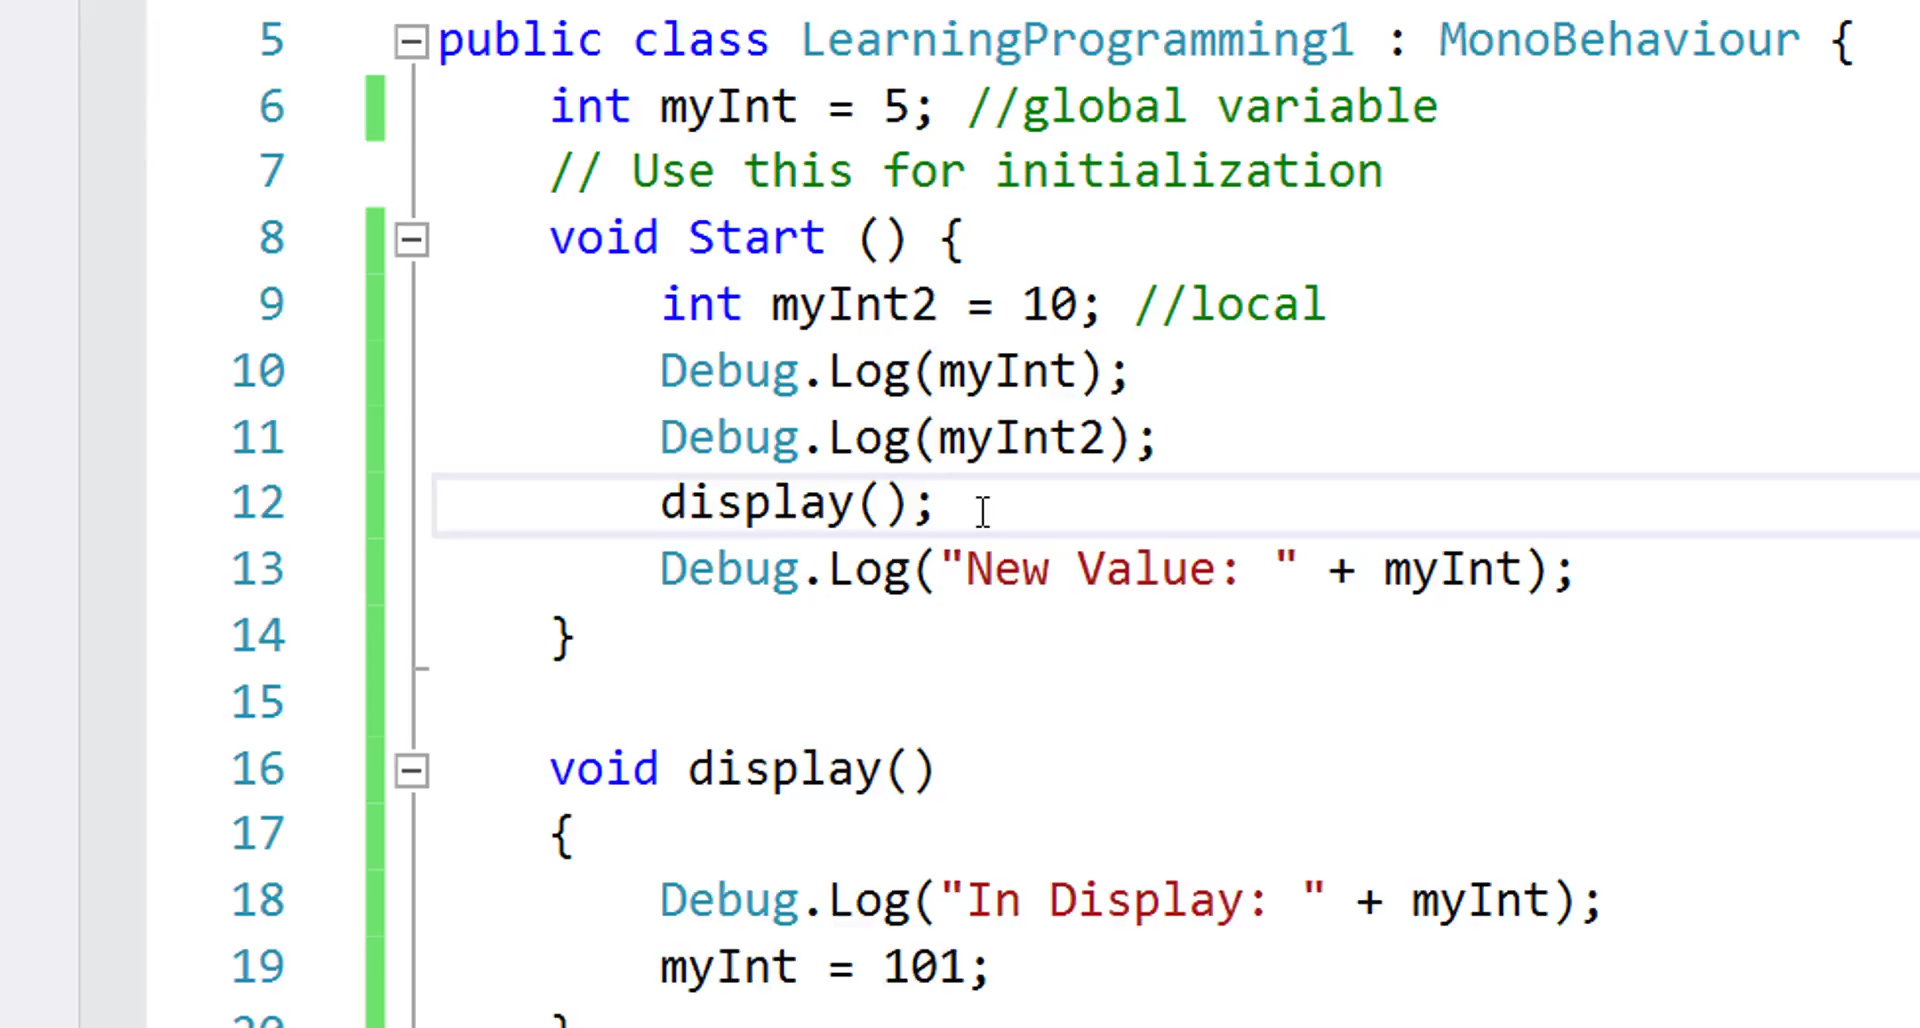 5 public class LearningProgramming1 : MonoBehaviour {
6 int myInt = 5; //global variable
7 // Use this for initialization
8 void Start () {
9 int myInt2 = 10; //local
10 Debug.Log(myInt);
11 Debug.Log(myInt2);
12 display();
13 Debug.Log("New Value: " + myInt);
14 }
15
16 void display()
17 {
18 Debug.Log("In Display: " + myInt);
19 myInt = 101;
20 }